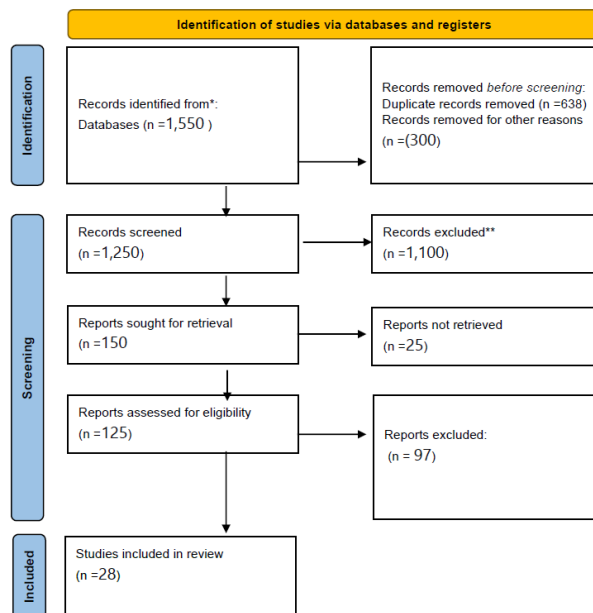 Identification of studies via databases and registers
Identification
Records identified from*:
Databases (n =1,550 )
Records removed before screening:
Duplicate records removed (n =638)
Records removed for other reasons
(n =(300)
Screening
Records screened
(n =1,250)
Records excluded**
(n =1,100)
Reports sought for retrieval
(n =150
Reports not retrieved
(n =25)
Reports assessed for eligibility
(n =125)
Reports excluded:
(n = 97)
Included
Studies included in review
(n =28)